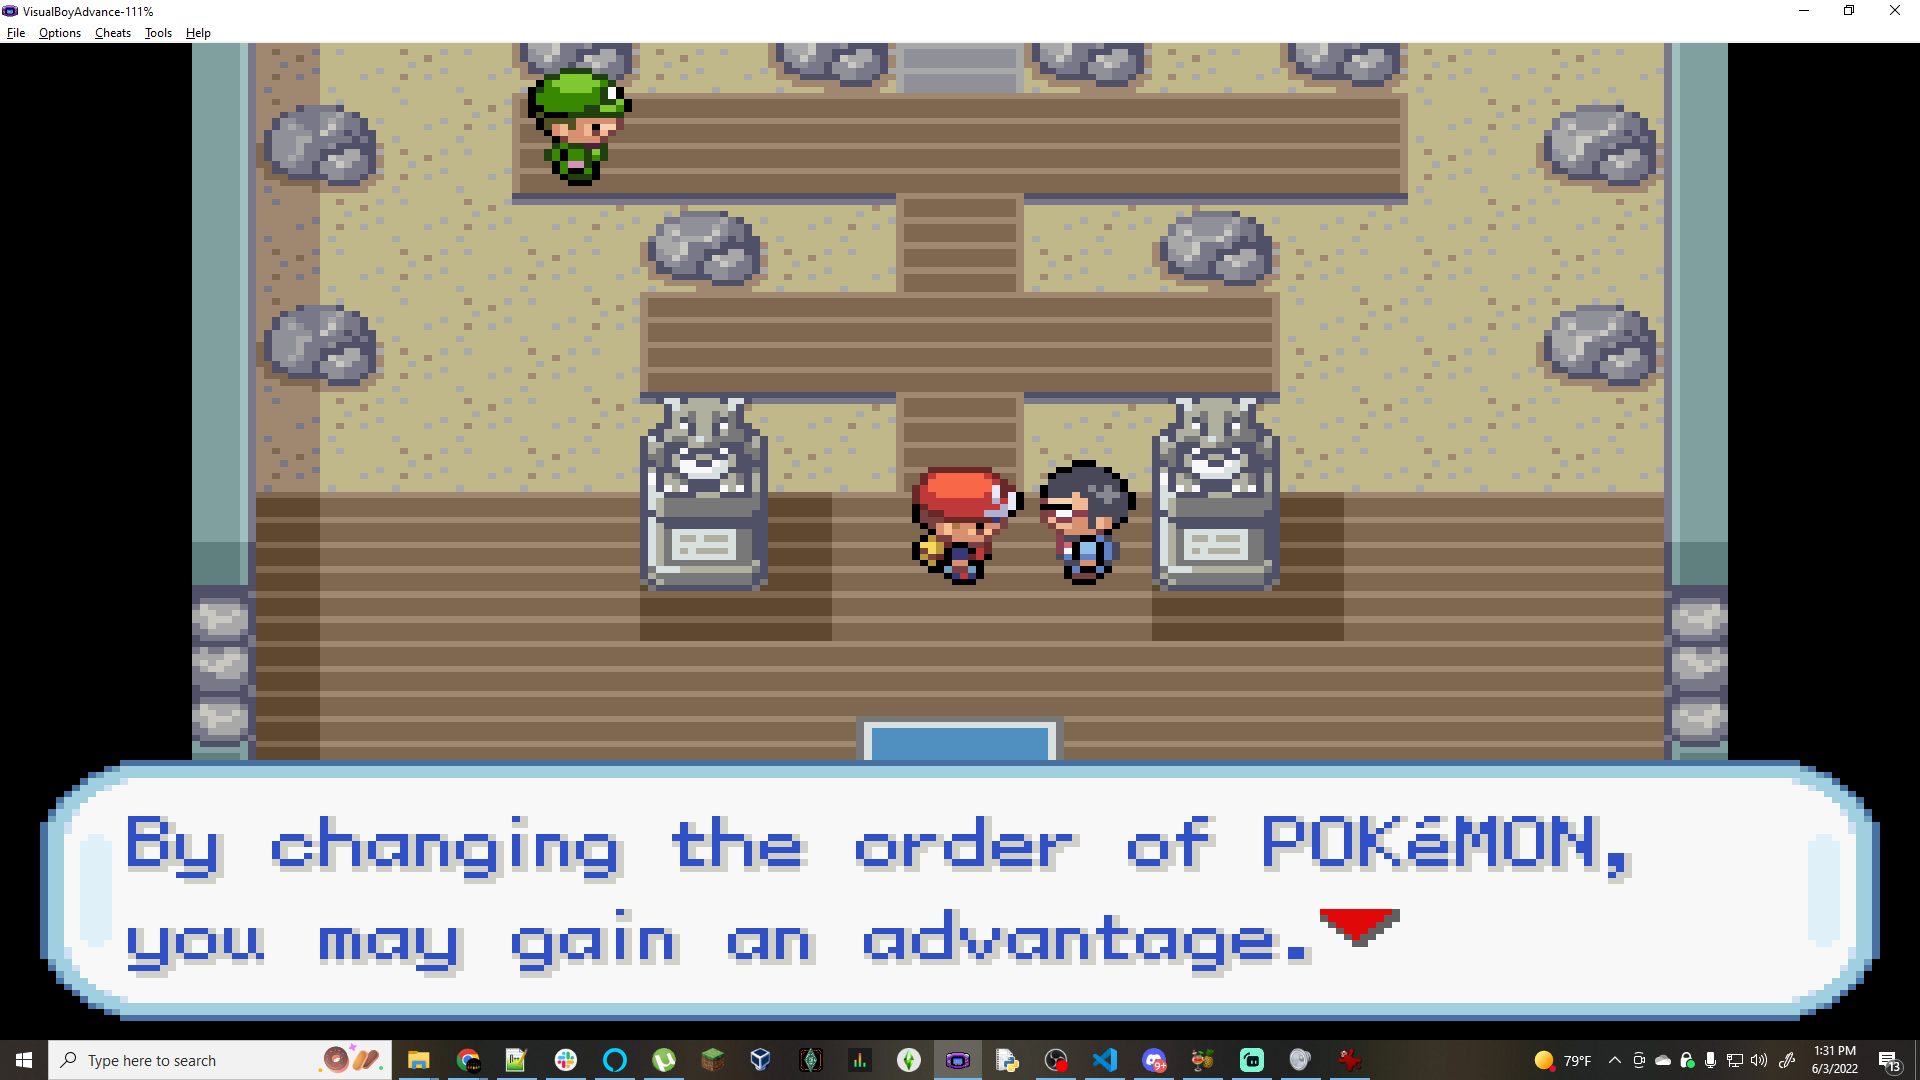 VisualBoyAdvance-111%
File Options Cheats Tools Help
By changing the order of POKéMON,
you may gain an advantage.
Type here to search
9+
79°F
1:31 PM
6/3/2022
13